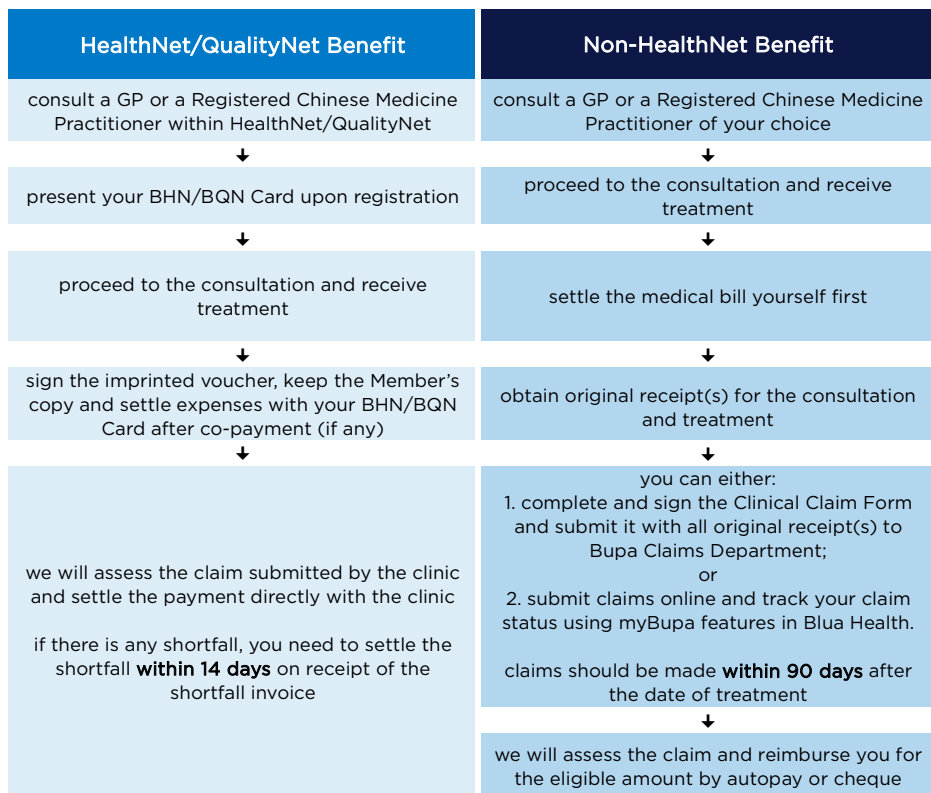 HealthNet/QualityNet Benefit
consult a GP or a Registered Chinese Medicine
Practitioner within HealthNet/QualityNet
present your BHN/BQN Card upon registration
proceed to the consultation and receive
treatment
sign the imprinted voucher, keep the Member’s
copy and settle expenses with your BHN/BQN
Card after co-payment (if any)
we will assess the claim submitted by the clinic
and settle the payment directly with the clinic
if there is any shortfall, you need to settle the
shortfall within 14 days on receipt of the
shortfall invoice
Non-HealthNet Benefit
consult a GP or a Registered Chinese Medicine
Practitioner of your choice
proceed to the consultation and receive
treatment
settle the medical bill yourself first
obtain original receipt(s) for the consultation
and treatment
you can either:
1. complete and sign the Clinical Claim Form
and submit it with all original receipt(s) to
Bupa Claims Department;
or
2. submit claims online and track your claim
status using myBupa features in Blua Health.
claims should be made within 90 days after
the date of treatment
we will assess the claim and reimburse you for
the eligible amount by autopay or cheque